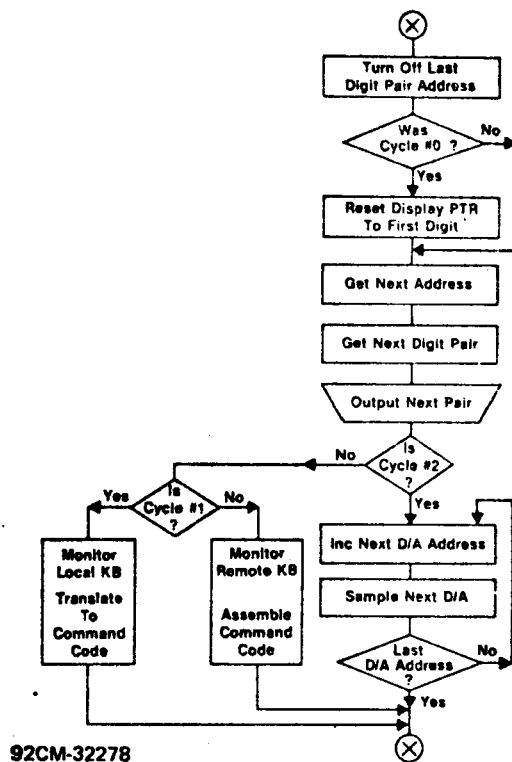 Turn Off Last
Digit Pair Address
Was
Cycle #0 ?
No
Yes
Reset Display PTR
To First Digit
Get Next Address
Get Next Digit Pair
Output Next Pair
Is
Cycle #2
?
No
Yes
Is
Cycle #1
?
Yes
No
Monitor
Local KB
Translate
To
Command
Code
Monitor
Remote KB
Assemble
Command
Code
Inc Next D/A Address
Sample Next D/A
Last
D/A Address
?
No
Yes
92CM-32278